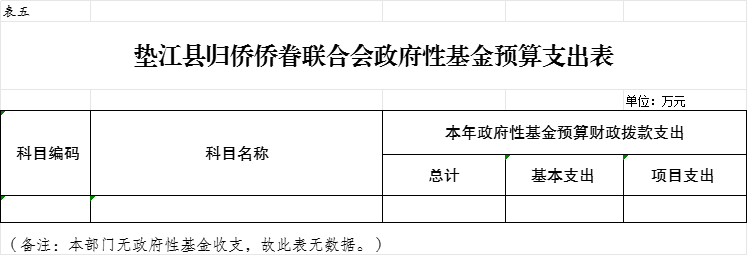 表五
垫江县归侨侨眷联合会政府性基金预算支出表
单位：万元
科目编码 科目名称 本年政府性基金预算财政拨款支出
总计 基本支出 项目支出
（备注：本部门无政府性基金收支，故此表无数据。）